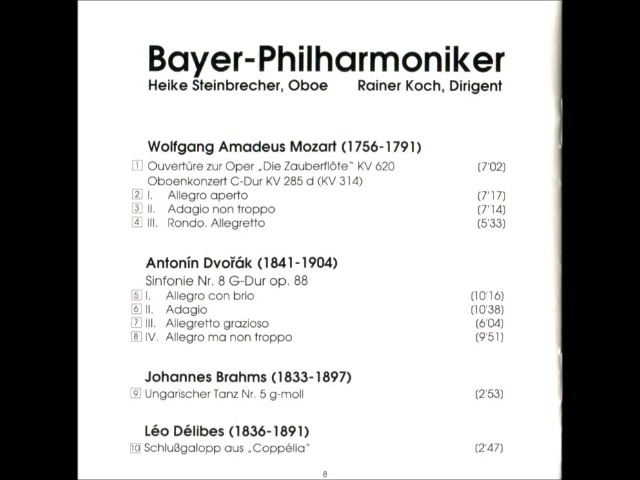 Bayer-Philharmoniker
Heike Steinbrecher, Oboe Rainer Koch, Dirigent
Wolfgang Amadeus Mozart (1756-1791)
1 Ouvertüre zur Oper „Die Zauberflöte" KV 620 (7'02)
Oboenkonzert C-Dur KV 285 d (KV 314)
2 I. Allegro aperto (7'17)
3 II. Adagio non troppo (7'14)
4 III. Rondo. Allegretto (5'33)
Antonín Dvořák (1841-1904)
Sinfonie Nr. 8 G-Dur op. 88
5 I. Allegro con brio (10'16)
6 II. Adagio (10'38)
7 III. Allegretto grazioso (6'04)
8 IV. Allegro ma non troppo (9'51)
Johannes Brahms (1833-1897)
9 Ungarischer Tanz Nr. 5 g-moll (2'53)
Léo Délibes (1836-1891)
10 Schlußgalopp aus „Coppélia" (2'47)
8